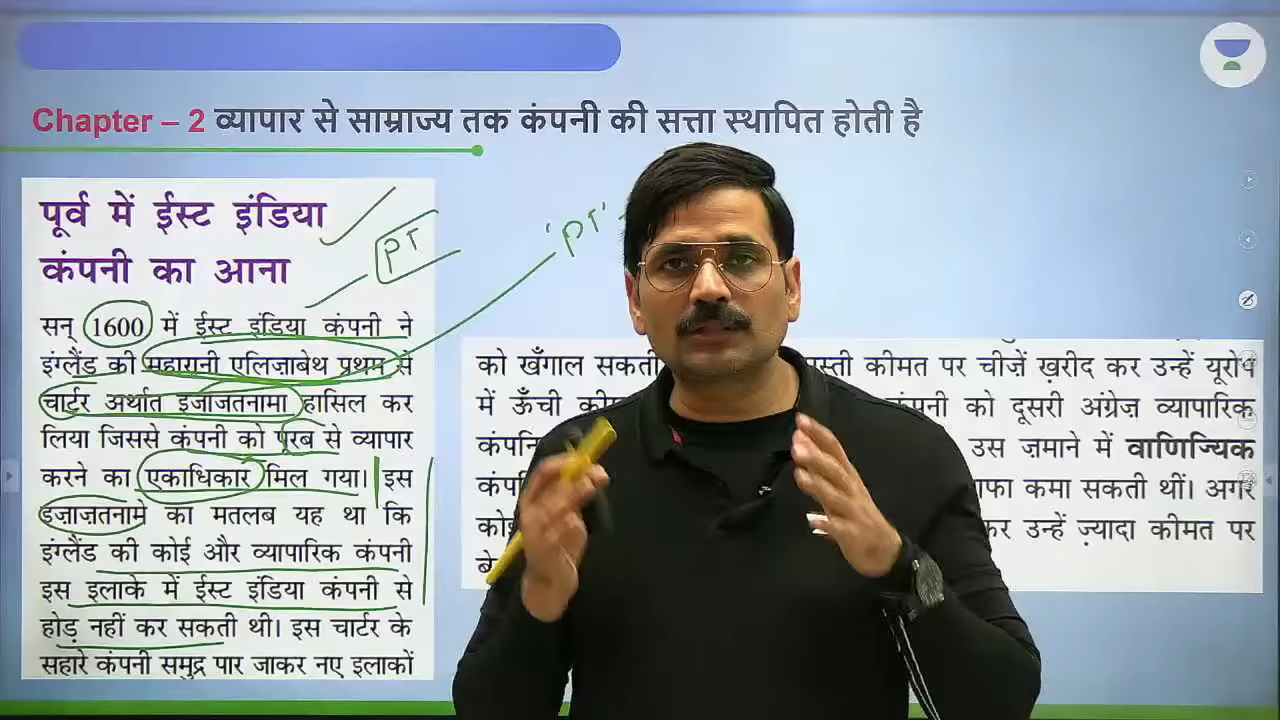 Chapter – 2 व्यापार से साम्राज्य तक कंपनी की सत्ता स्थापित होती है
पूर्व में ईस्ट इंडिया
कंपनी का आना
PT
'PT'
सन् 1600 में ईस्ट इंडिया कंपनी ने
इंग्लैंड की महारानी एलिज़ाबेथ प्रथम से
चार्टर अर्थात इजाज़तनामा हासिल कर
लिया जिससे कंपनी को पूरब से व्यापार
करने का एकाधिकार मिल गया। इस
इज़ाज़तनामे का मतलब यह था कि
इंग्लैंड की कोई और व्यापारिक कंपनी
इस इलाके में ईस्ट इंडिया कंपनी से
होड़ नहीं कर सकती थी। इस चार्टर के
सहारे कंपनी समुद्र पार जाकर नए इलाकों
को खँगाल सकती कीमत पर चीजें ख़रीद कर उन्हें यूरोप
में ऊँची कंपनी को दूसरी अंग्रेज़ व्यापारिक
उस ज़माने में वाणिज्यिक
कमा सकती थीं। अगर
उन्हें ज़्यादा कीमत पर